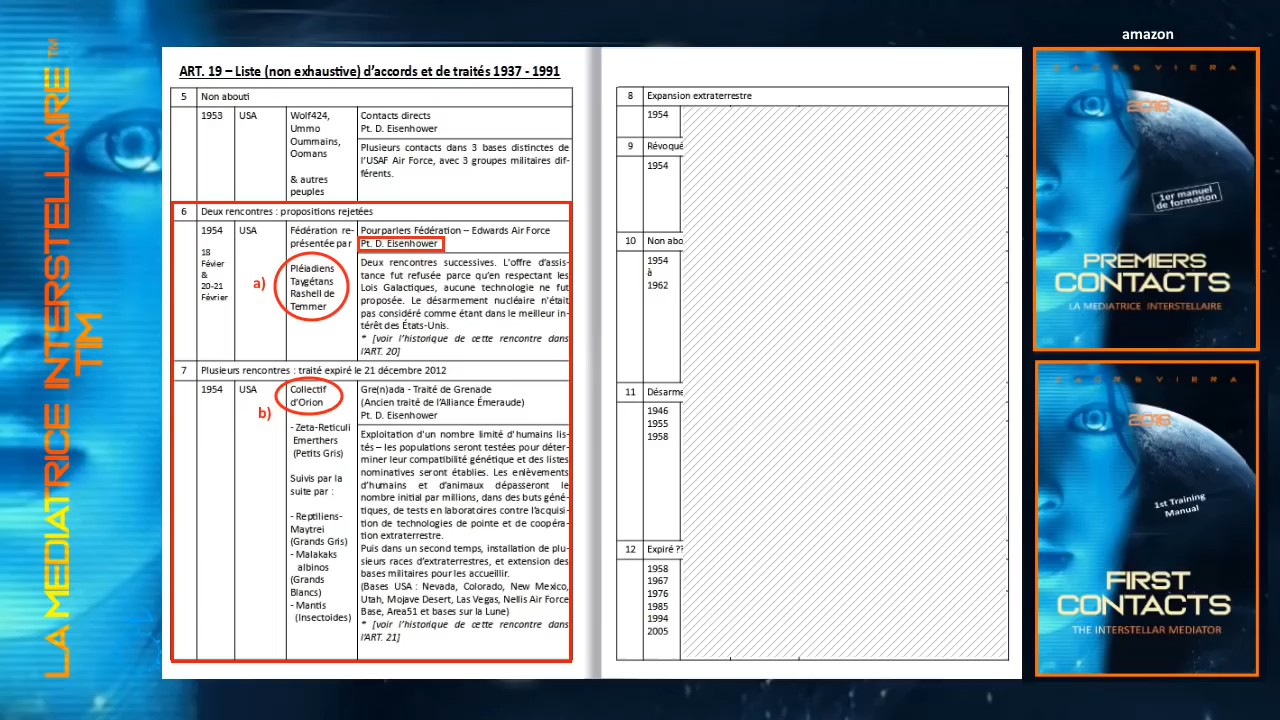 LA MEDIATRICE INTERSTELLAIRE TM
TIM
ART. 19 – Liste (non exhaustive) d'accords et de traités 1937 - 1991
5 Non abouti
1953 USA
Wolf424,
Ummo
Oummains,
Oomans
& autres
peuples
Contacts directs
Pt. D. Eisenhower
Plusieurs contacts dans 3 bases distinctes de
l'USAF Air Force, avec 3 groupes militaires dif-
férents.
6 Deux rencontres : propositions rejetées
1954 USA
18
Févier
&
20-21
Février
Fédération re-
présentée par
a)
Pléiadiens
Taygétans
Rashell de
Temmer
Pourparlers Fédération – Edwards Air Force
Pt. D. Eisenhower
Deux rencontres successives. L'offre d'assis-
tance fut refusée parce qu'en respectant les
Lois Galactiques, aucune technologie ne fut
proposée. Le désarmement nucléaire n'était
pas considéré comme étant dans le meilleur in-
térêt des États-Unis.
* [voir l'historique de cette rencontre dans
l'ART. 20]
7 Plusieurs rencontres : traité expiré le 21 décembre 2012
1954 USA
b)
Collectif
d'Orion
- Zeta-Reticuli
Emerthers
(Petits Gris)
Suivis par la
suite par :
- Reptiliens-
Maytrei
(Grands Gris)
- Malakaks
albinos
(Grands
Blancs)
- Mantis
(Insectoides)
Gre(n)ada - Traité de Grenade
(Ancien traité de l'Alliance Émeraude)
Pt. D. Eisenhower
Exploitation d'un nombre limité d'humains lis-
tés – les populations seront testées pour déter-
miner leur compatibilité génétique et des listes
nominatives seront établies. Les enlèvements
d'humains et d'animaux dépasseront le
nombre initial par millions, dans des buts géné-
tiques, de tests en laboratoires contre l'acquisi-
tion de technologies de pointe et de coopéra-
tion extraterrestre.
Puis dans un second temps, installation de plu-
sieurs races d'extraterrestres, et extension des
bases militaires pour les accueillir.
(Bases USA : Nevada, Colorado, New Mexico,
Utah, Mojave Desert, Las Vegas, Nellis Air Force
Base, Area51 et bases sur la Lune)
* [voir l'historique de cette rencontre dans
l'ART. 21]
8 Expansion extraterrestre
1954
9 Révoqué
1954
10 Non abo
1954
à
1962
11 Désarme
1946
1955
1958
12 Expiré ??
1958
1967
1976
1985
1994
2005
amazon
VIERA
2016
1er manuel
de formation
PREMIERS
CONTACTS
LA MEDIATRICE INTERSTELLAIRE
VIERA
2016
1st Training
Manual
FIRST
CONTACTS
THE INTERSTELLAR MEDIATOR